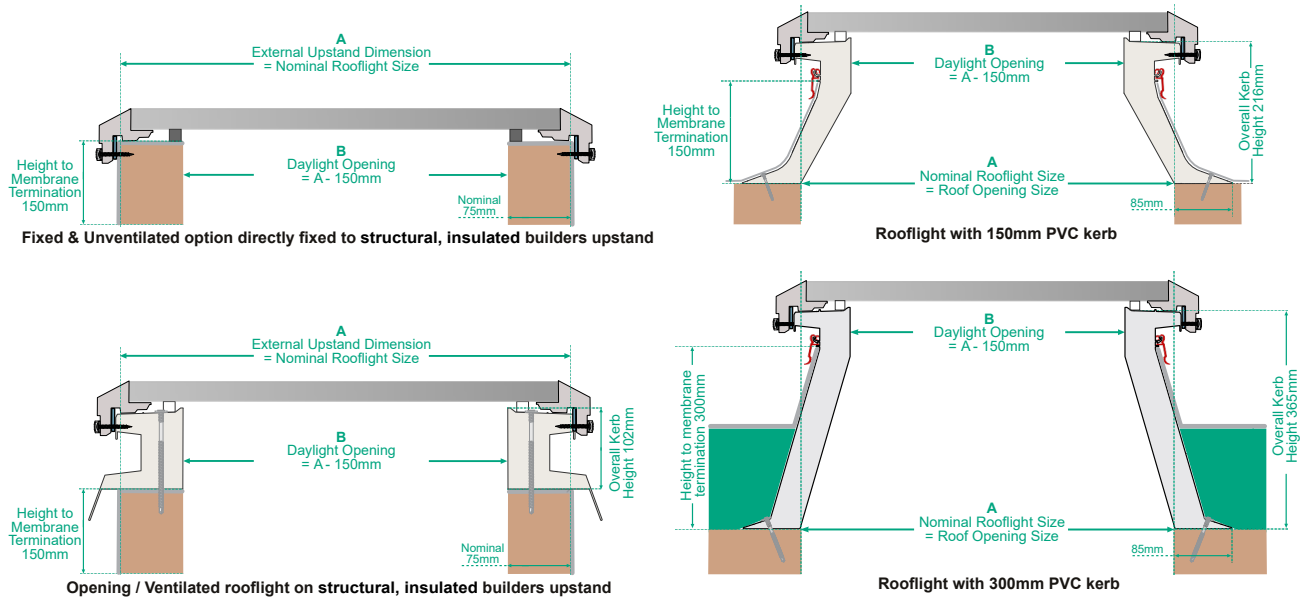 A
External Upstand Dimension
= Nominal Rooflight Size
B
Daylight Opening
= A - 150mm
Height to
Membrane
Termination
150mm
Nominal
75mm
Fixed & Unventilated option directly fixed to structural, insulated builders upstand
B
Daylight Opening
= A - 150mm
Height to
Membrane
Termination
150mm
Overall Kerb
Height 216mm
A
Nominal Rooflight Size
= Roof Opening Size
85mm
Rooflight with 150mm PVC kerb
A
External Upstand Dimension
= Nominal Rooflight Size
B
Daylight Opening
= A - 150mm
Overall Kerb
Height 102mm
Height to
Membrane
Termination
150mm
Nominal
75mm
Opening / Ventilated rooflight on structural, insulated builders upstand
B
Daylight Opening
= A - 150mm
Height to membrane
termination 300mm
Overall Kerb
Height 365mm
A
Nominal Rooflight Size
= Roof Opening Size
85mm
Rooflight with 300mm PVC kerb